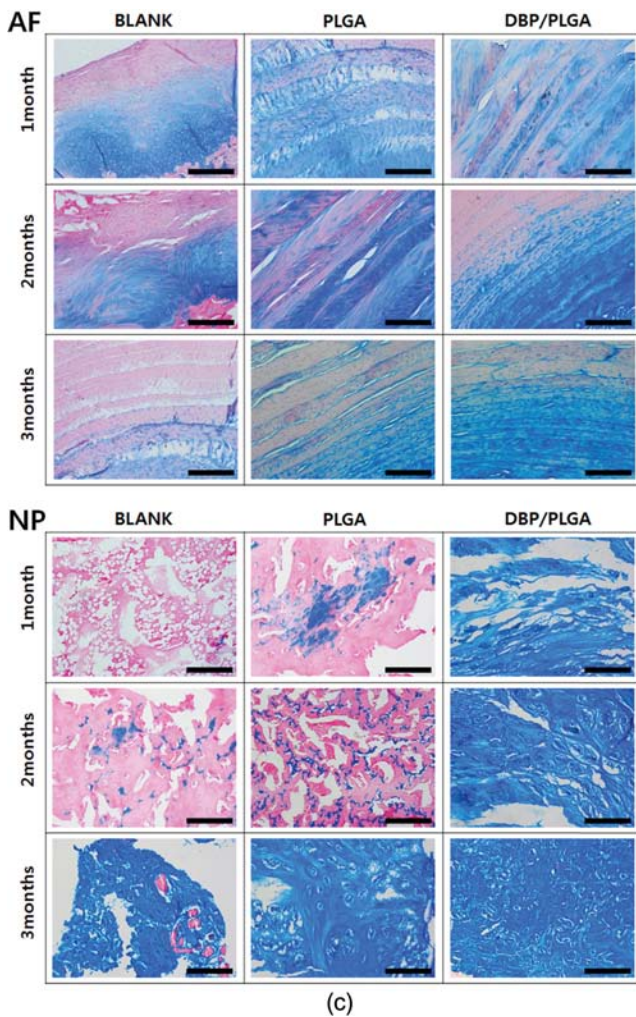 AF
BLANK PLGA DBP/PLGA
1month
2months
3months
NP
BLANK PLGA DBP/PLGA
1month
2months
3months
(c)